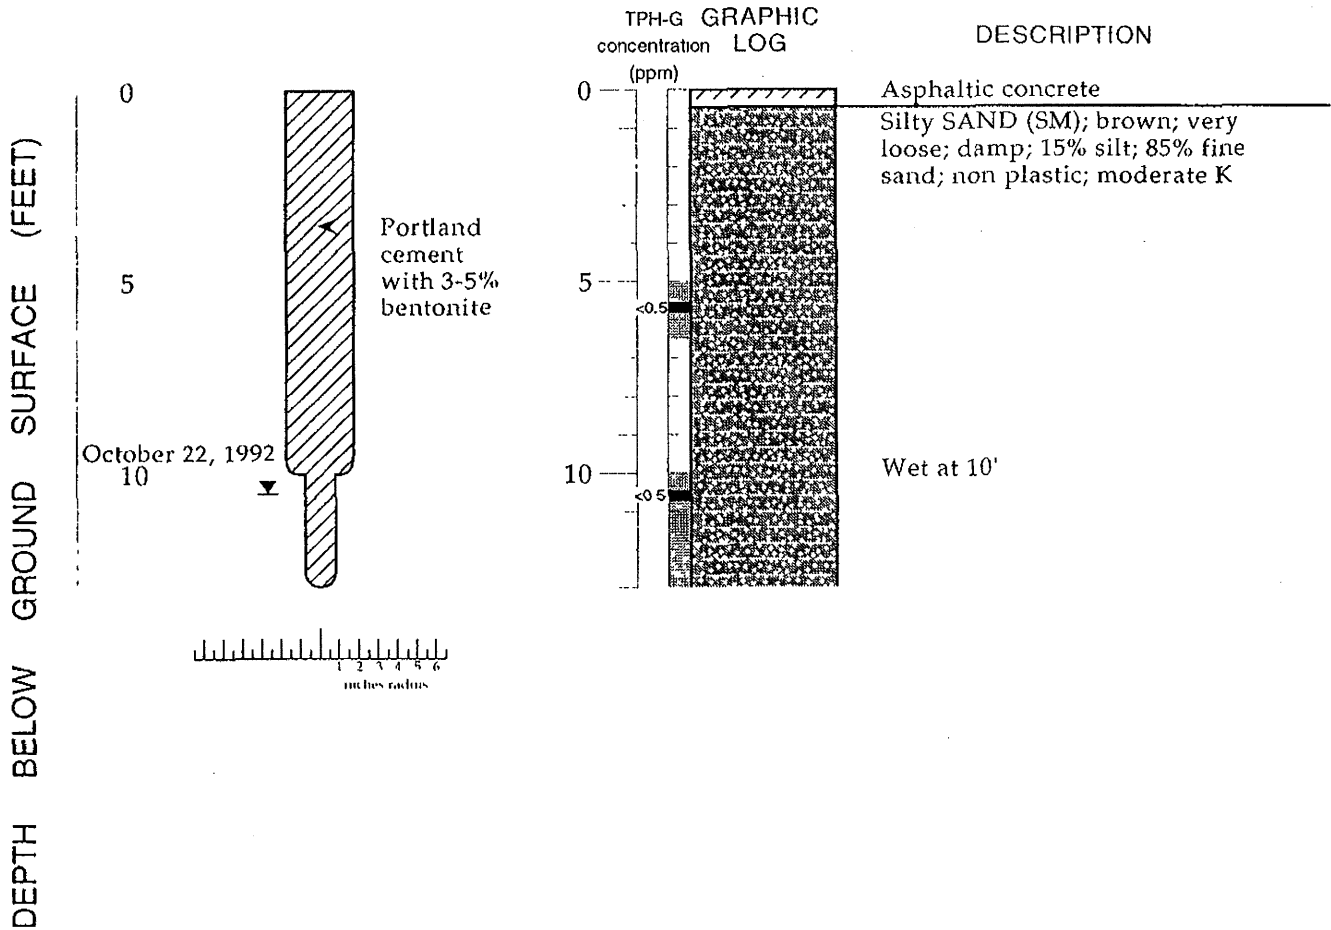 TPH-G GRAPHIC
concentration LOG
(ppm)
DESCRIPTION
DEPTH BELOW GROUND SURFACE (FEET)
0
5
October 22, 1992
10
Portland
cement
with 3-5%
bentonite
1 2 3 4 5 6
inches radius
0
5
<0.5
10
<0.5
Asphaltic concrete
Silty SAND (SM); brown; very
loose; damp; 15% silt; 85% fine
sand; non plastic; moderate K
Wet at 10'